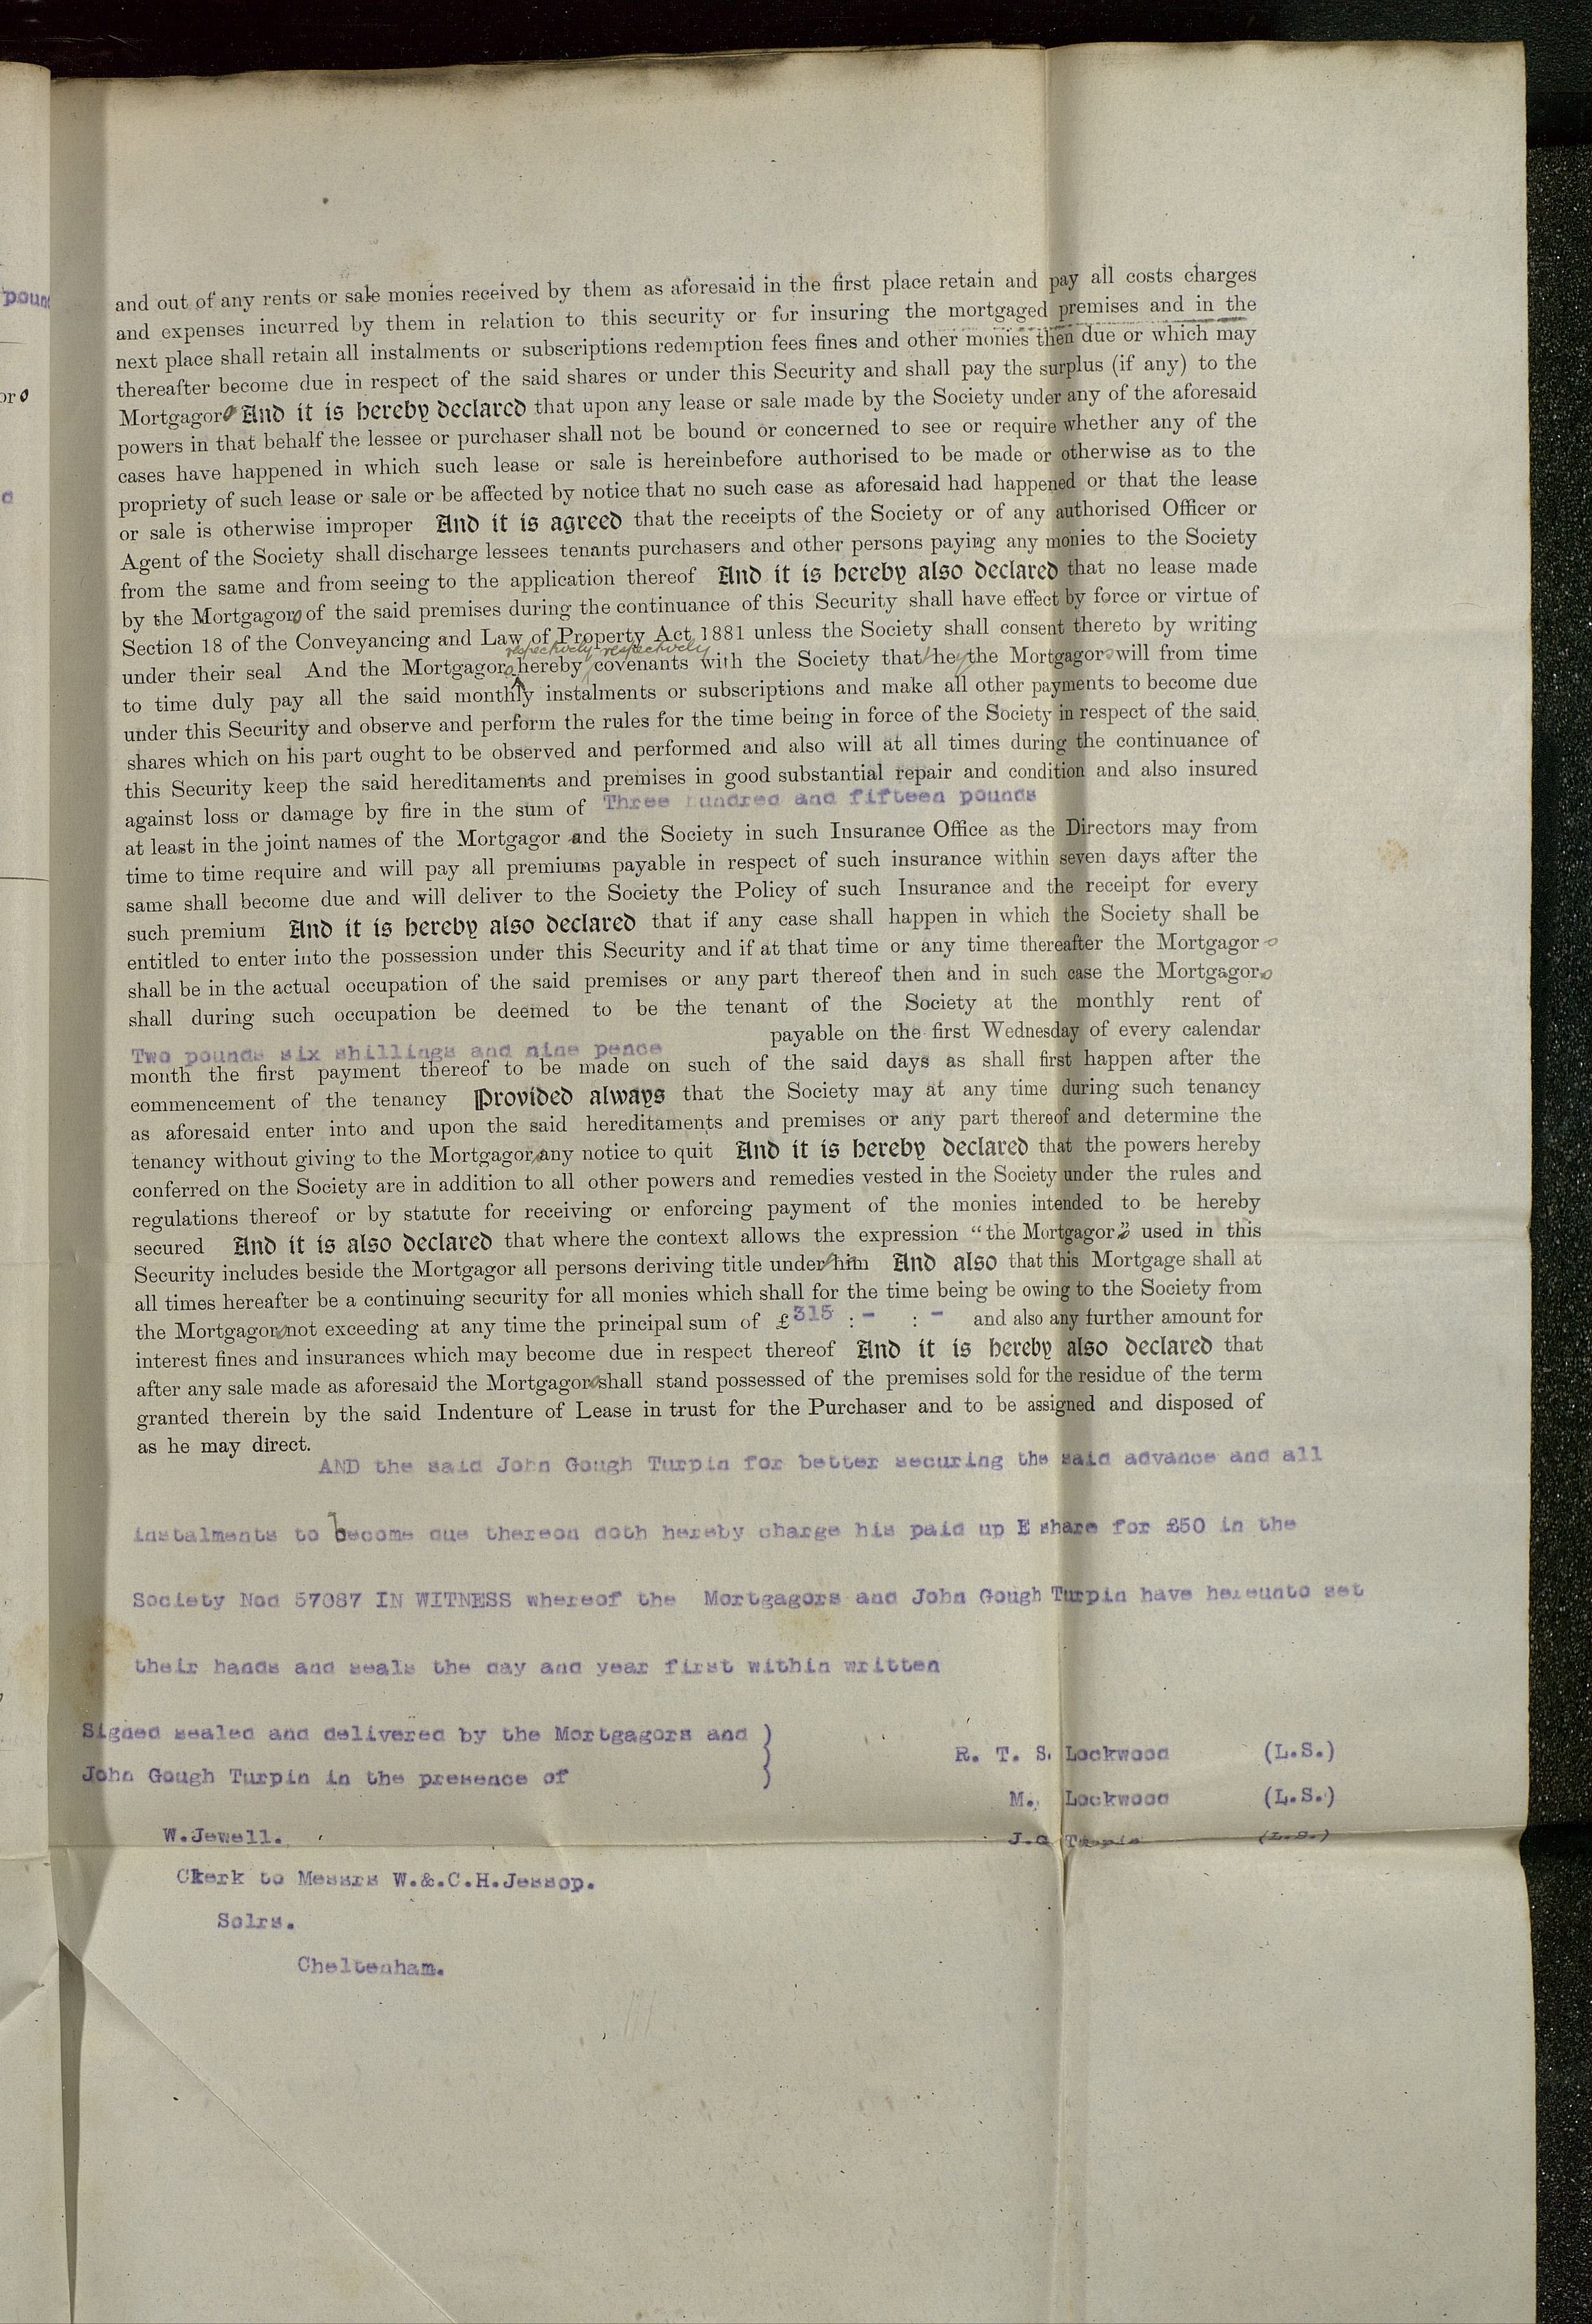 and out of any rents or sale monies received by them as aforesaid in the first place retain and pay all costs charges
and expenses incurred by them in relation to this security or for insuring the mortgaged premises and in the
next place shall retain all instalments or subscriptions redemption fees fines and other monies then due or which may
thereafter become due in respect of the said shares or under this Security and shall pay the surplus (if any) to the
Mortgagors And it is hereby declared that upon any lease or sale made by the Society under any of the aforesaid
powers in that behalf the lessee or purchaser shall not be bound or concerned to see or require whether any of the
cases have happened in which such lease or sale is hereinbefore authorised to be made or otherwise as to the
propriety of such lease or sale or be affected by notice that no such case as aforesaid had happened or that the lease
or sale is otherwise improper And it is agreed that the receipts of the Society or of any authorised Officer or
Agent of the Society shall discharge lessees tenants purchasers and other persons paying any monies to the Society
from the same and from seeing to the application thereof And it is hereby also declared that no lease made
by the Mortgagors of the said premises during the continuance of this Security shall have effect by force or virtue of
Section 18 of the Conveyancing and Law of Property Act 1881 unless the Society shall consent thereto by writing
respectively respectively
under their seal And the Mortgagors hereby covenants with the Society that they the Mortgagors will from time
to time duly pay all the said monthly instalments or subscriptions and make all other payments to become due
under this Security and observe and perform the rules for the time being in force of the Society in respect of the said
shares which on his part ought to be observed and performed and also will at all times during the continuance of
this Security keep the said hereditaments and premises in good substantial repair and condition and also insured
against loss or damage by fire in the sum of Three hundred and fifteen pounds
at least in the joint names of the Mortgagor and the Society in such Insurance Office as the Directors may from
time to time require and will pay all premiums payable in respect of such insurance within seven days after the
same shall become due and will deliver to the Society the Policy of such Insurance and the receipt for every
such premium And it is hereby also declared that if any case shall happen in which the Society shall be
entitled to enter into the possession under this Security and if at that time or any time thereafter the Mortgagors
shall be in the actual occupation of the said premises or any part thereof then and in such case the Mortgagors
shall during such occupation be deemed to be the tenant of the Society at the monthly rent of
Two pounds six shillings and nine pence payable on the first Wednesday of every calendar
month the first payment thereof to be made on such of the said days as shall first happen after the
commencement of the tenancy Provided always that the Society may at any time during such tenancy
as aforesaid enter into and upon the said hereditaments and premises or any part thereof and determine the
tenancy without giving to the Mortgagors any notice to quit And it is hereby declared that the powers hereby
conferred on the Society are in addition to all other powers and remedies vested in the Society under the rules and
regulations thereof or by statute for receiving or enforcing payment of the monies intended to be hereby
secured And it is also declared that where the context allows the expression "the Mortgagors" used in this
Security includes beside the Mortgagor all persons deriving title under him And also that this Mortgage shall at
all times hereafter be a continuing security for all monies which shall for the time being be owing to the Society from
the Mortgagors not exceeding at any time the principal sum of £315 : - : - and also any further amount for
interest fines and insurances which may become due in respect thereof And it is hereby also declared that
after any sale made as aforesaid the Mortgagors shall stand possessed of the premises sold for the residue of the term
granted therein by the said Indenture of Lease in trust for the Purchaser and to be assigned and disposed of
as he may direct.
AND the said John Gough Turpin for better securing the said advance and all
instalments to become due thereon doth hereby charge his paid up E share for £50 in the
Society Nod 57087 IN WITNESS whereof the Mortgagors and John Gough Turpin have hereunto set
their hands and seals the day and year first within written
Signed sealed and delivered by the Mortgagors and }
John Gough Turpin in the presence of
R. T. S. Lockwood (L.S.)
M. Lockwood (L.S.)
J.G Turpin (L.S.)
W.Jewell.
Clerk to Messrs W.&.C.H.Jessop.
Solrs.
Cheltenham.